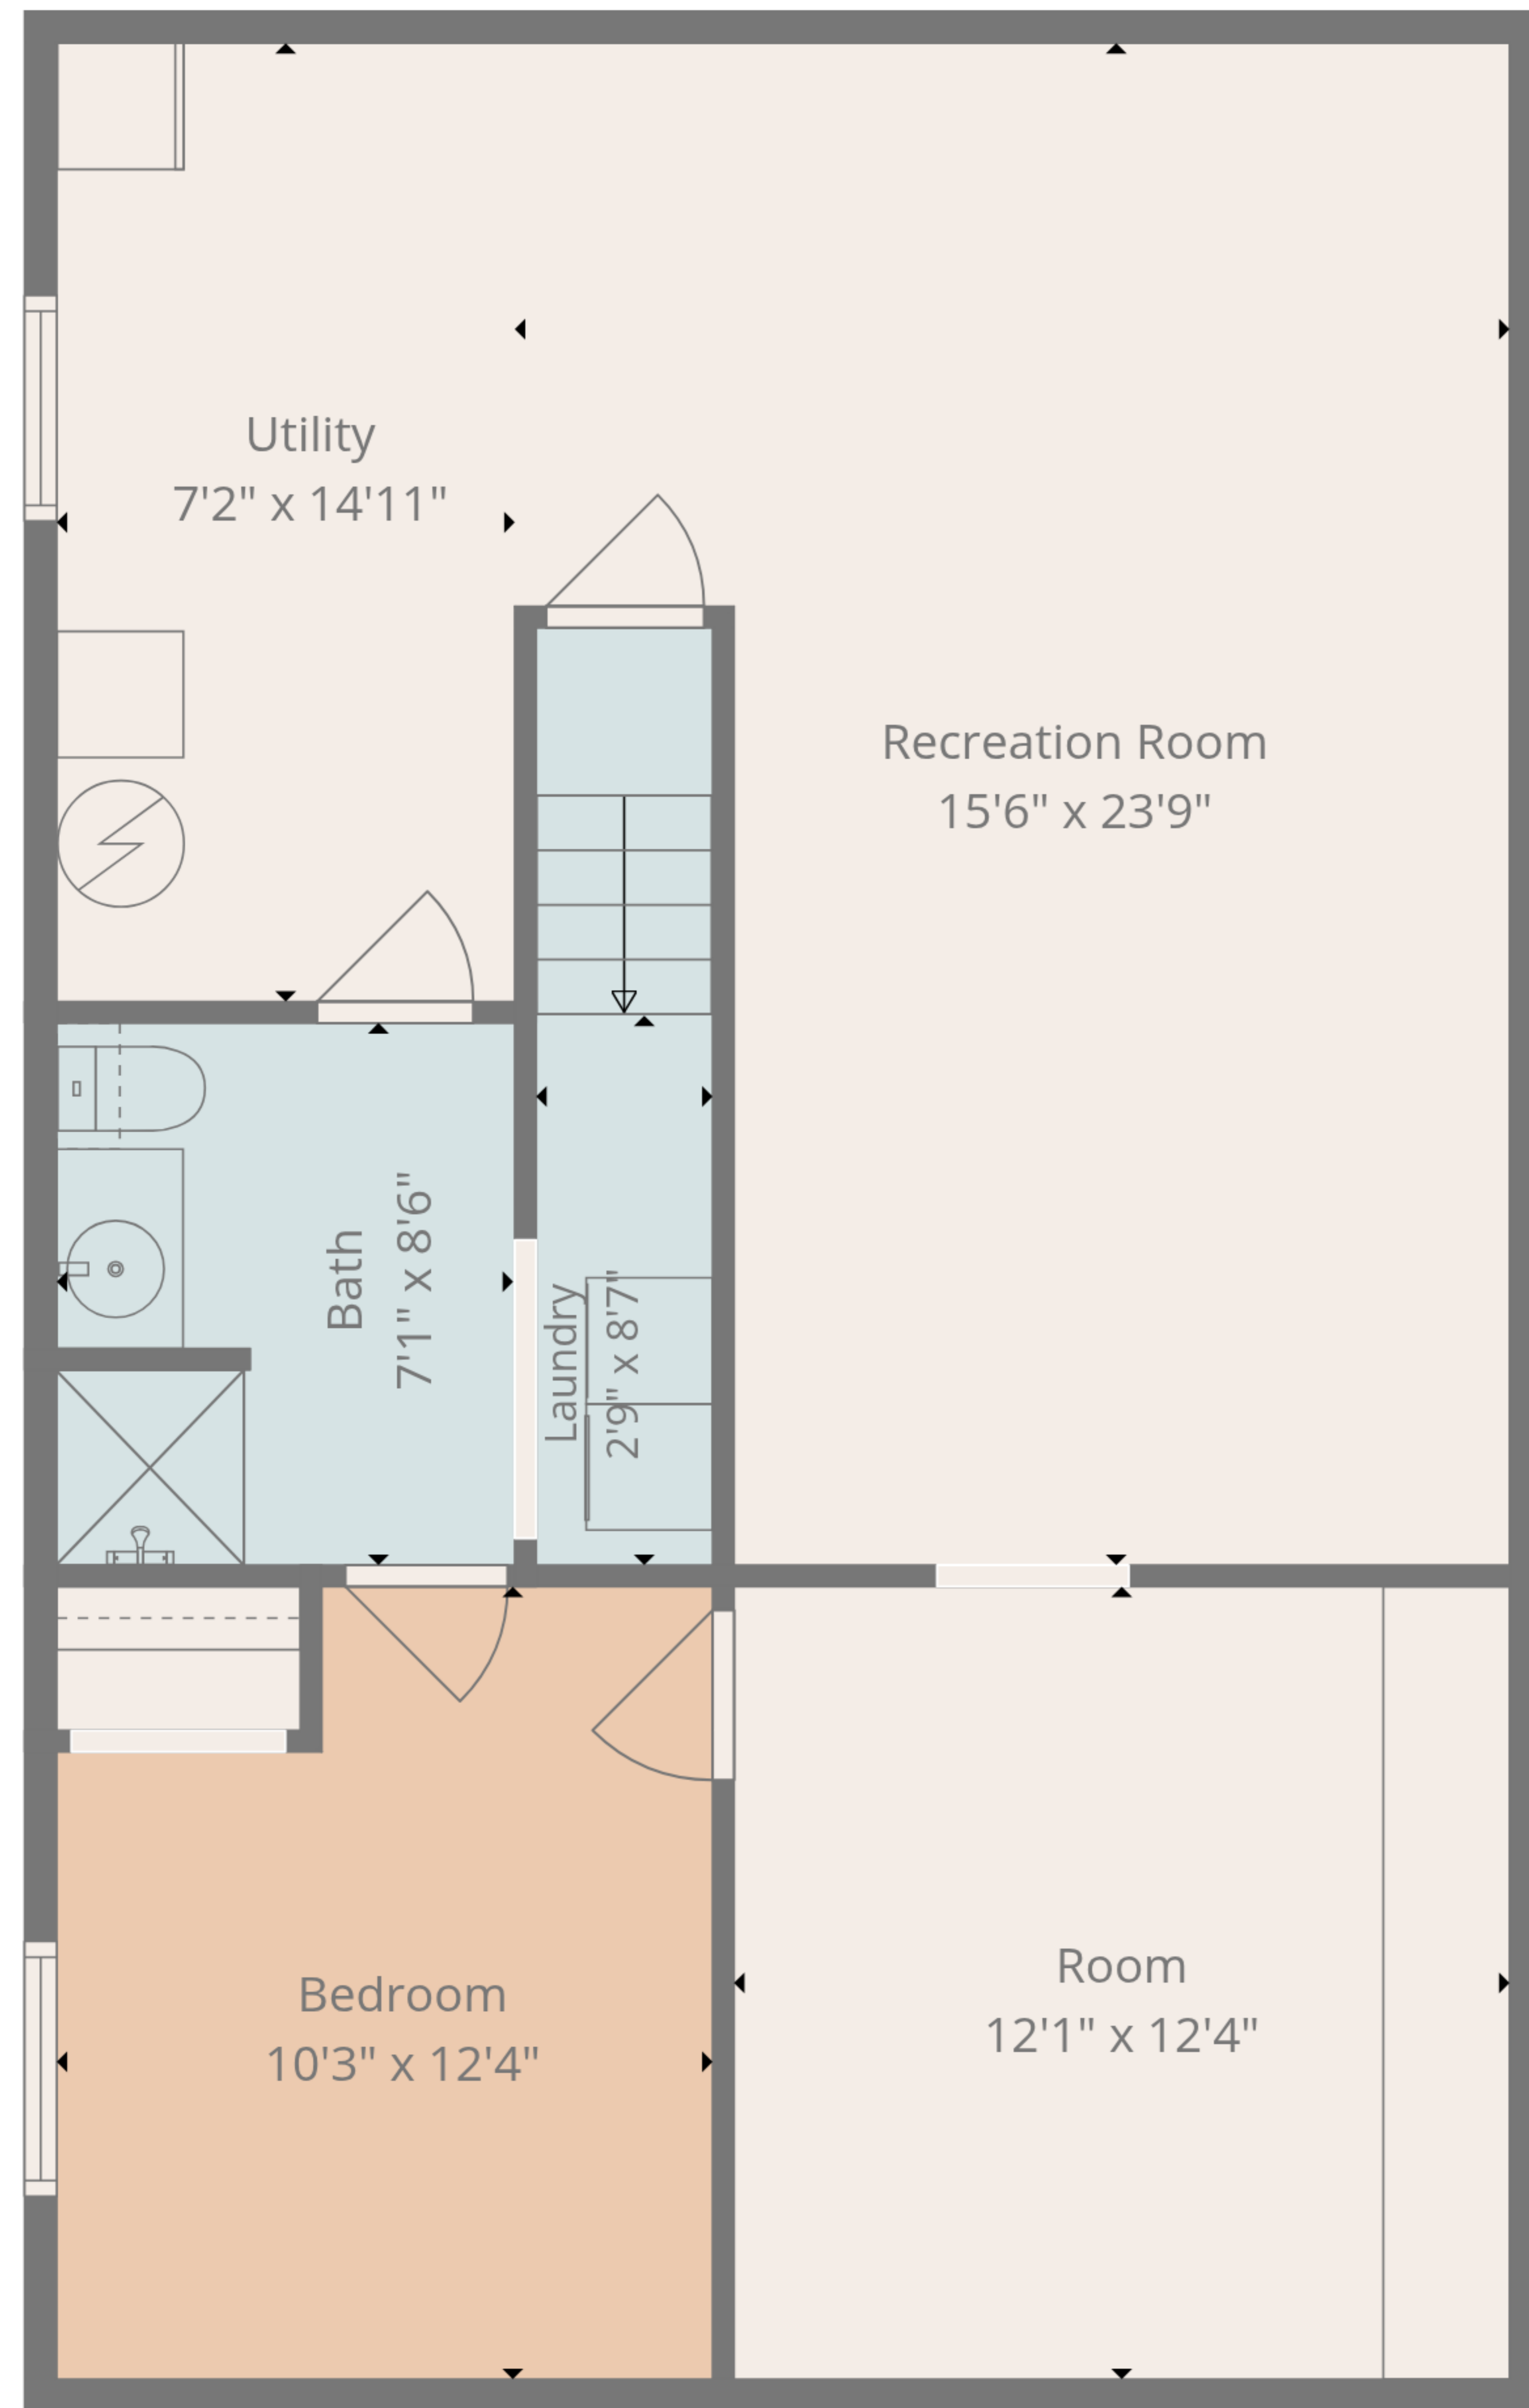 Utility
7'2" x 14'11"
Recreation Room
15'6" x 23'9"
Bath
7'1" x 8'6"
Laundry
2'9" x 8'7"
Bedroom
10'3" x 12'4"
Room
12'1" x 12'4"